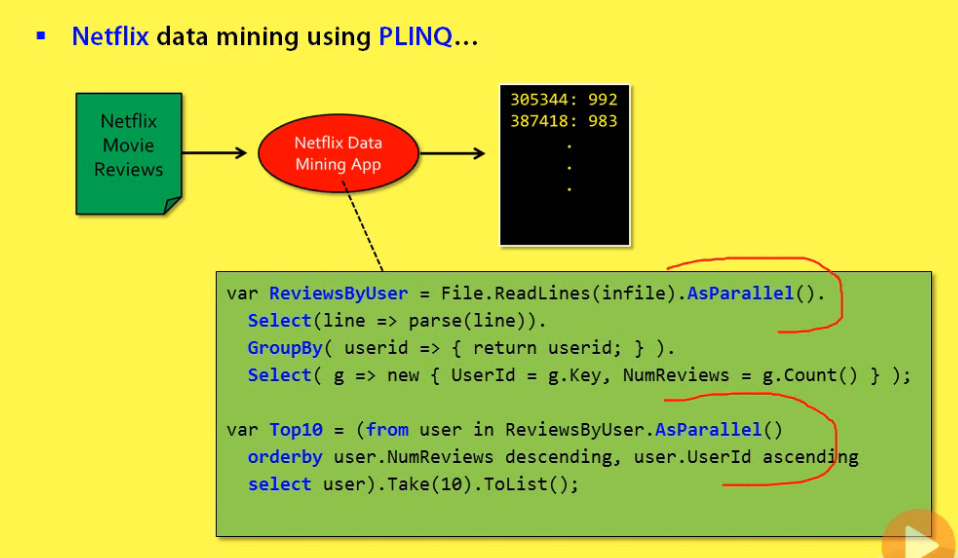 ▪ Netflix data mining using PLINQ…
Netflix
Movie
Reviews
Netflix Data
Mining App
305344: 992
387418: 983
.
.
.
var ReviewsByUser = File.ReadLines(infile).AsParallel().
Select(line => parse(line)).
GroupBy( userid => { return userid; } ).
Select( g => new { UserId = g.Key, NumReviews = g.Count() } );
var Top10 = (from user in ReviewsByUser.AsParallel()
orderby user.NumReviews descending, user.UserId ascending
select user).Take(10).ToList();